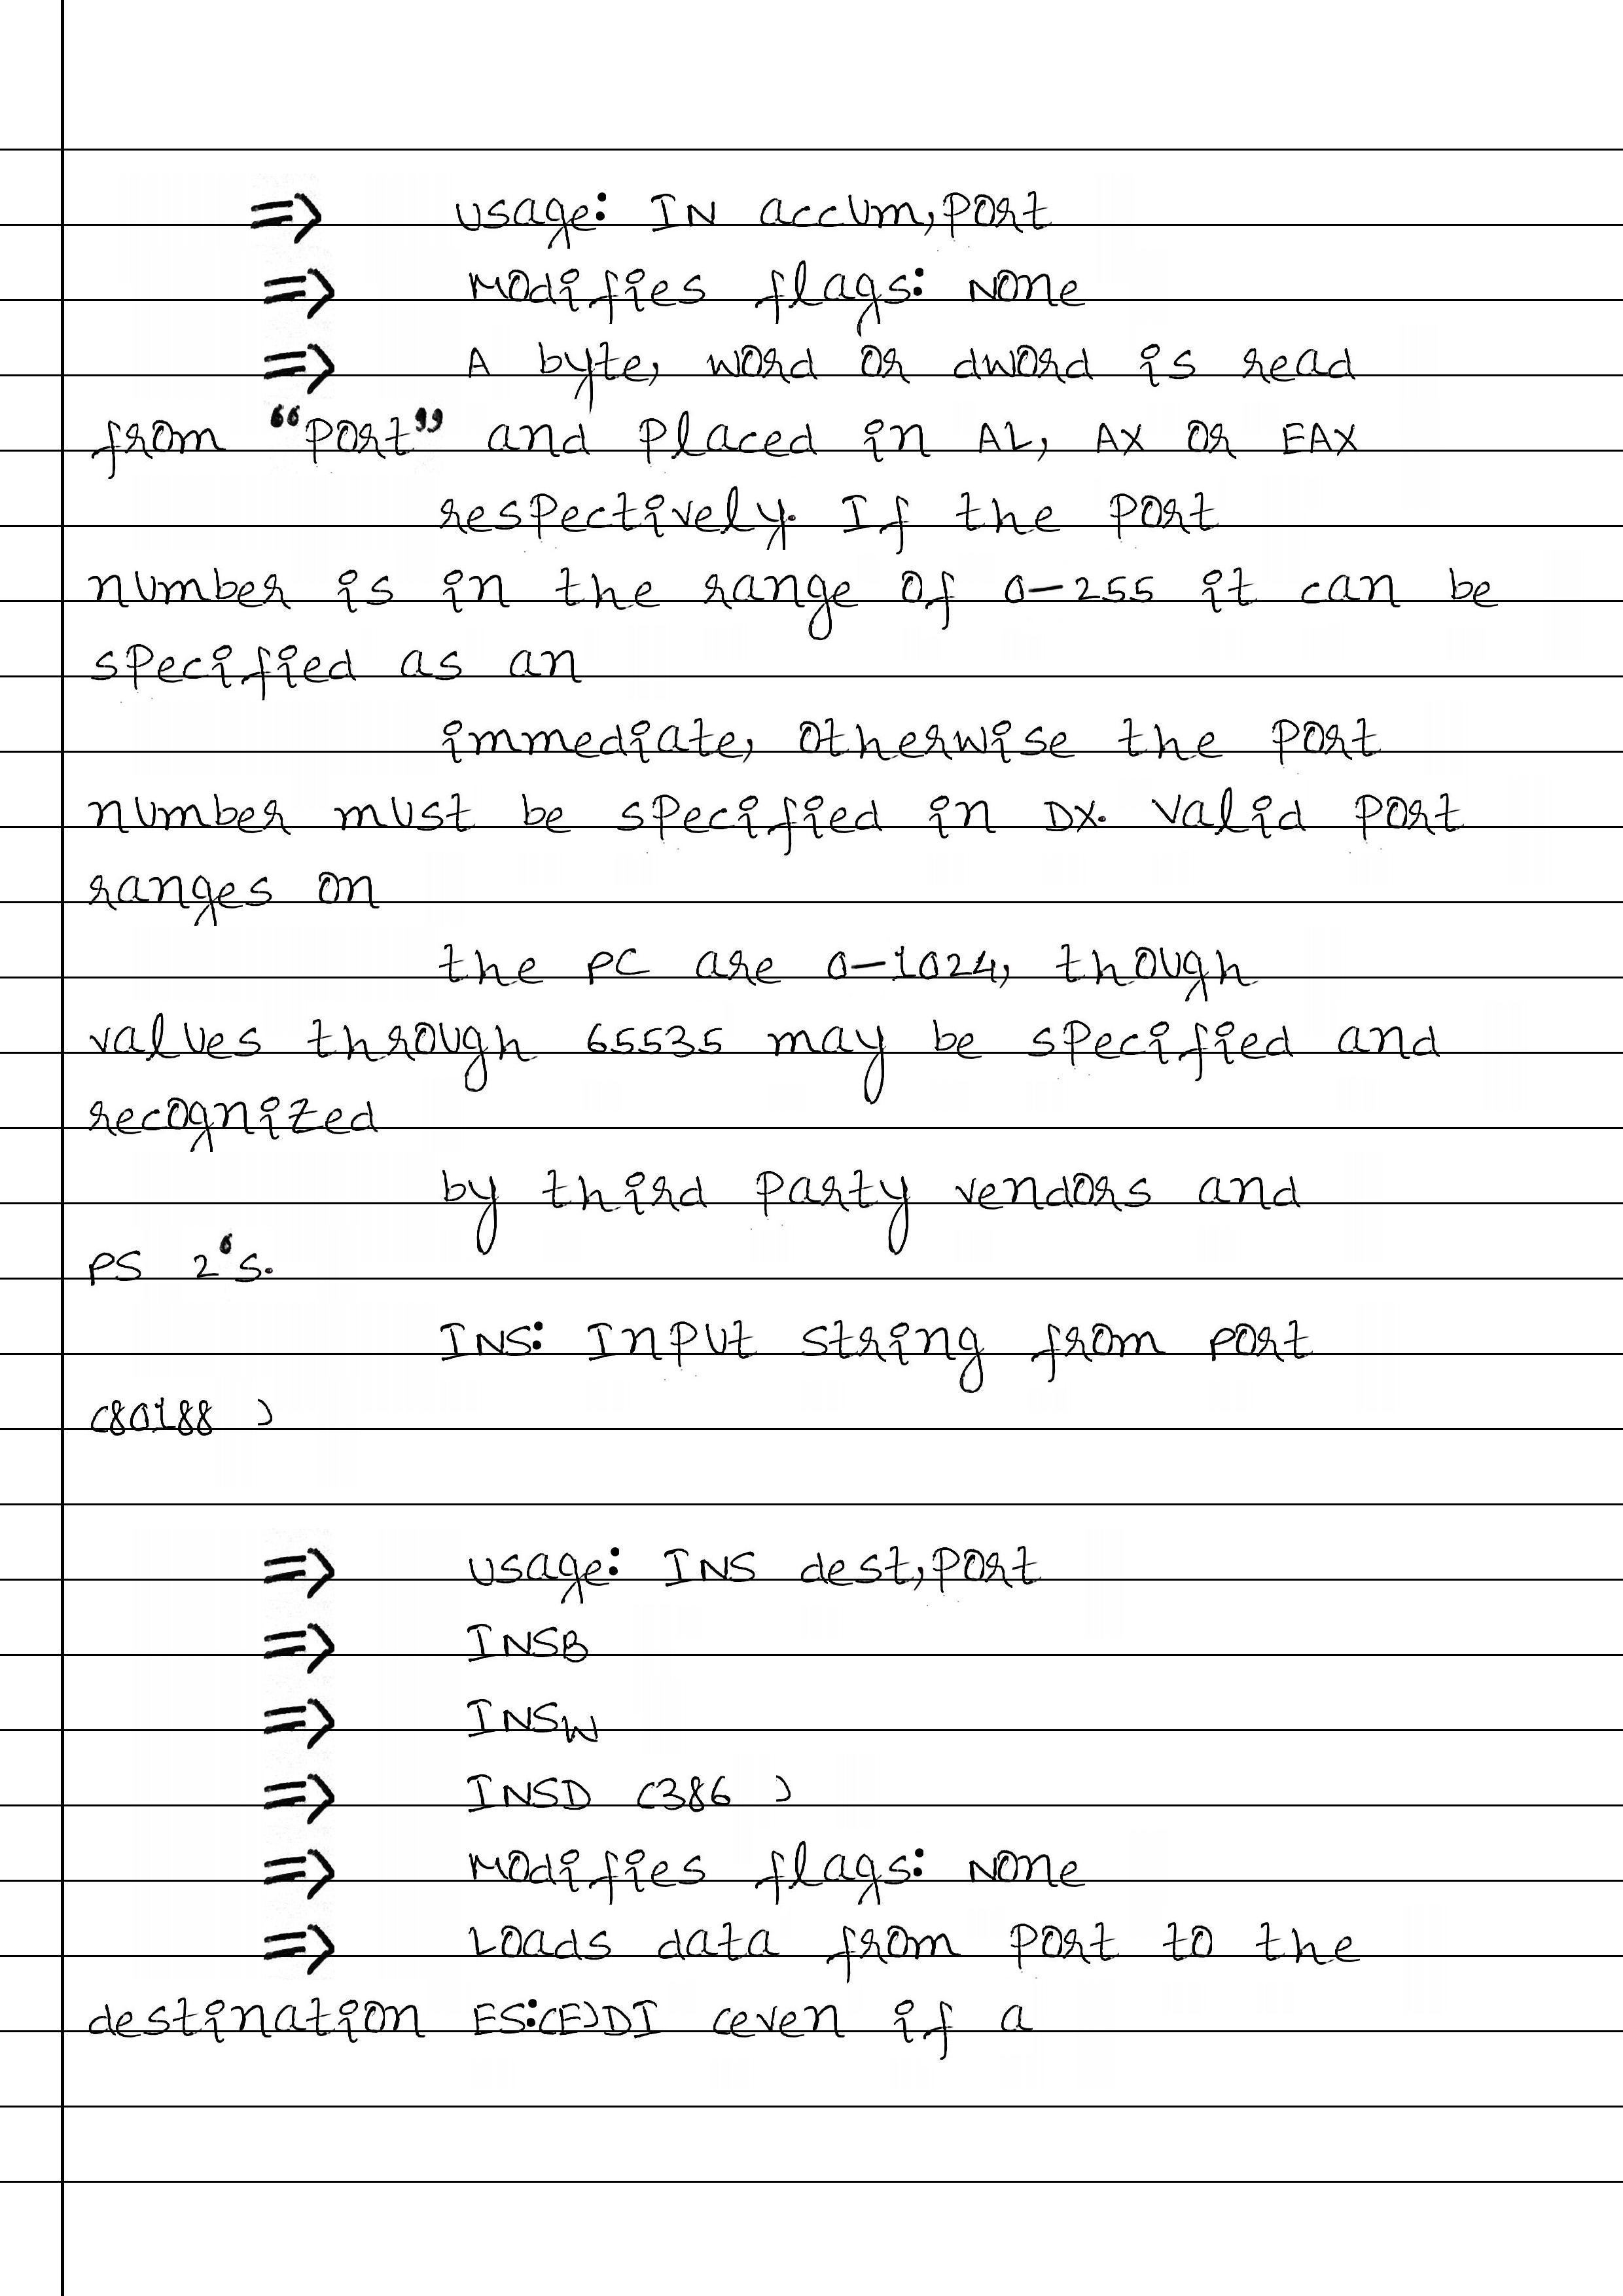 => Usage: IN accum,port
=> Modifies flags: None
=> A byte, word or dword is read
from “port” and placed in AL, AX or EAX
respectively. If the port
number is in the range of 0-255 it can be
specified as an
immediate, otherwise the port
number must be specified in DX. Valid port
ranges on
the PC are 0-1024, though
values through 65535 may be specified and
recognized
by third party vendors and
PS 2‘s.
INS: Input string from port
(80188 )
=> Usage: INS dest,port
=> INSB
=> INSW
=> INSD (386 )
=> Modifies flags: None
=> Loads data from port to the
destination ES:(E)DI (even if a